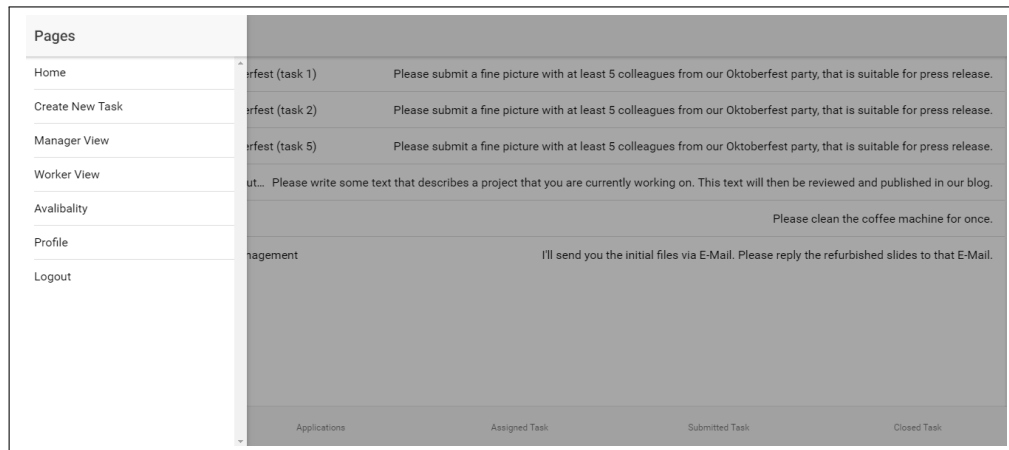 Pages
Home
Create New Task
Manager View
Worker View
Avalibality
Profile
Logout
erfest (task 1) Please submit a fine picture with at least 5 colleagues from our Oktoberfest party, that is suitable for press release.
erfest (task 2) Please submit a fine picture with at least 5 colleagues from our Oktoberfest party, that is suitable for press release.
erfest (task 5) Please submit a fine picture with at least 5 colleagues from our Oktoberfest party, that is suitable for press release.
ut... Please write some text that describes a project that you are currently working on. This text will then be reviewed and published in our blog.
Please clean the coffee machine for once.
nagement I'll send you the initial files via E-Mail. Please reply the refurbished slides to that E-Mail.
Applications Assigned Task Submitted Task Closed Task